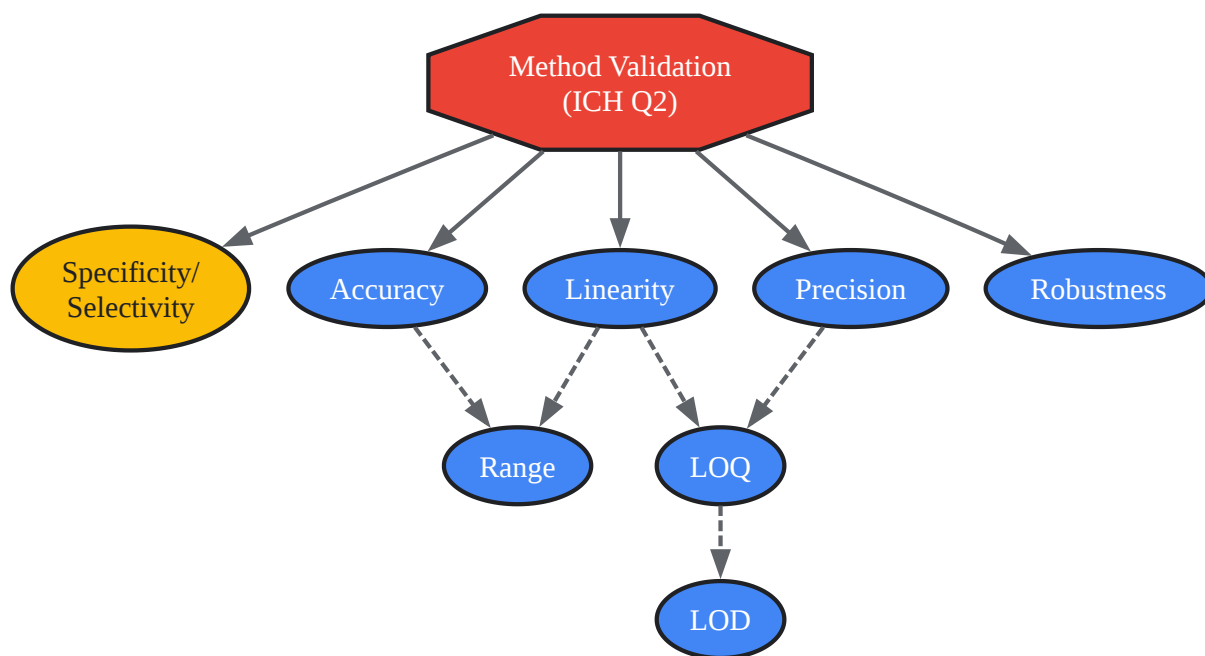 Method Validation
(ICH Q2)
Specificity/
Selectivity
Accuracy
Linearity
Precision
Robustness
Range
LOQ
LOD